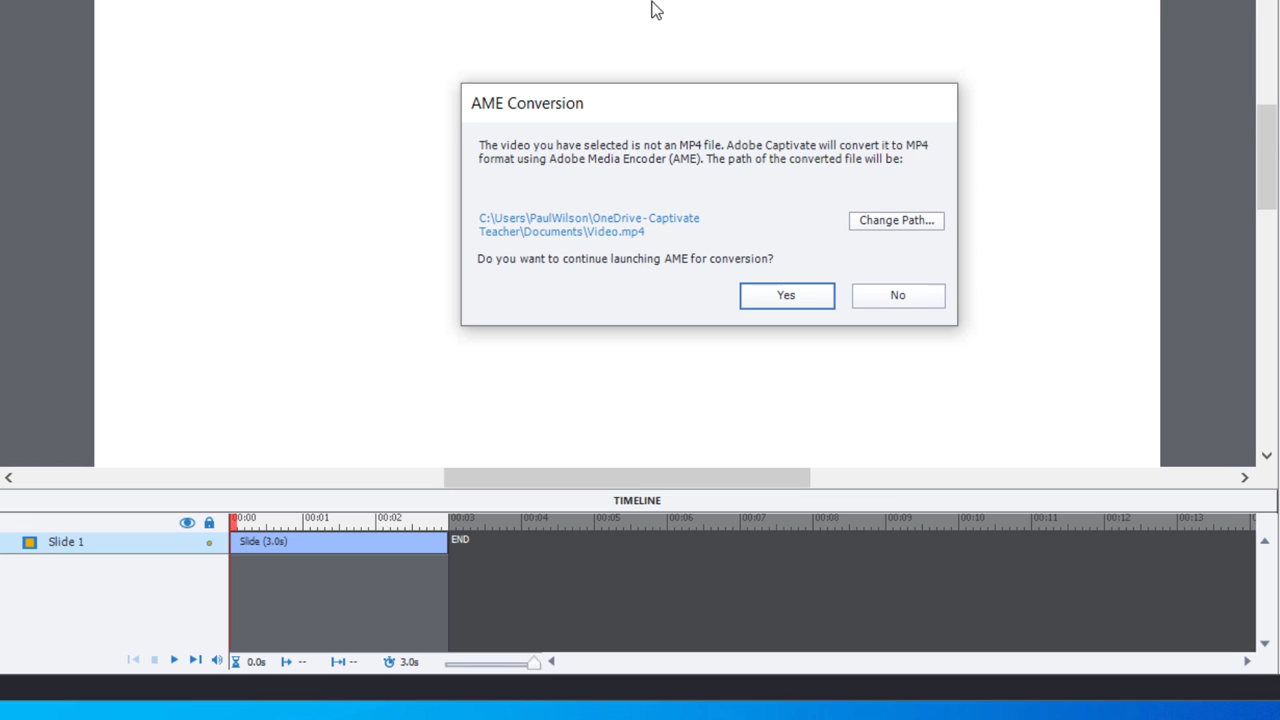 AME Conversion
The video you have selected is not an MP4 file. Adobe Captivate will convert it to MP4
format using Adobe Media Encoder (AME). The path of the converted file will be:
C:\Users\PaulWilson\OneDrive - Captivate
Teacher\Documents\Video.mp4
Change Path...
Do you want to continue launching AME for conversion?
Yes
No
TIMELINE
00:00 00:01 00:02 00:03 00:04 00:05 00:06 00:07 00:08 00:09 00:10 00:11 00:12 00:13
Slide 1
Slide (3.0s)
END
0.0s -- -- 3.0s